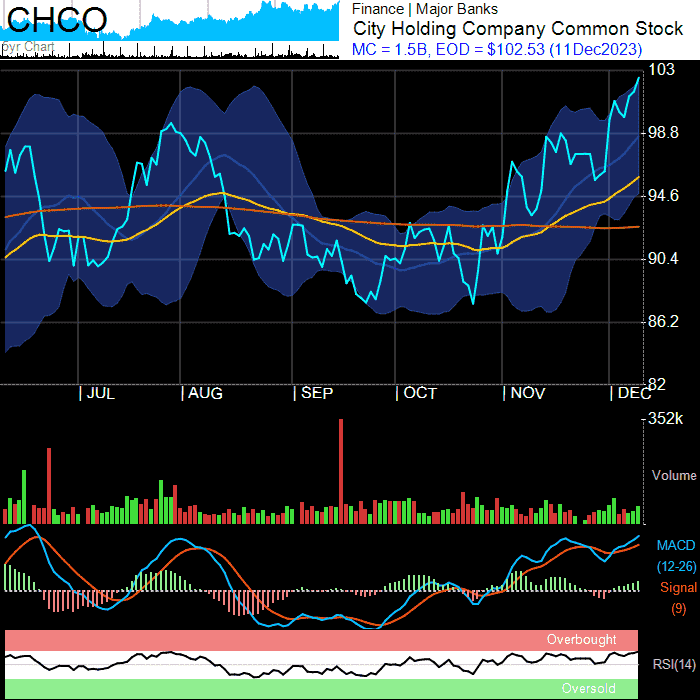 CHCO
5yr Chart
Finance | Major Banks
City Holding Company Common Stock
MC = 1.5B, EOD = $102.53 (11Dec2023)
103
98.8
94.6
90.4
86.2
82
| JUL | AUG | SEP | OCT | NOV | DEC
352k
Volume
MACD
(12-26)
Signal
(9)
Overbought
RSI(14)
Oversold